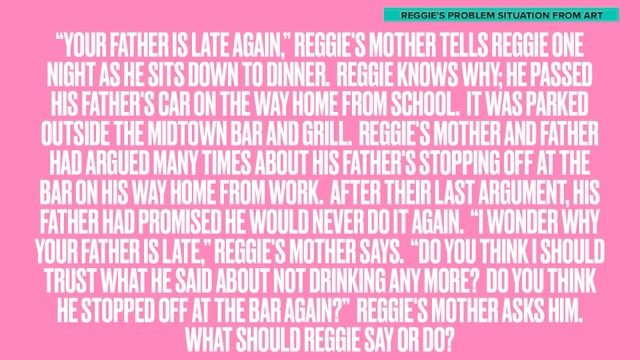 REGGIE'S PROBLEM SITUATION FROM ART
"YOUR FATHER IS LATE AGAIN," REGGIE'S MOTHER TELLS REGGIE ONE
NIGHT AS HE SITS DOWN TO DINNER. REGGIE KNOWS WHY; HE PASSED
HIS FATHER'S CAR ON THE WAY HOME FROM SCHOOL. IT WAS PARKED
OUTSIDE THE MIDTOWN BAR AND GRILL. REGGIE'S MOTHER AND FATHER
HAD ARGUED MANY TIMES ABOUT HIS FATHER'S STOPPING OFF AT THE
BAR ON HIS WAY HOME FROM WORK. AFTER THEIR LAST ARGUMENT, HIS
FATHER HAD PROMISED HE WOULD NEVER DO IT AGAIN. "I WONDER WHY
YOUR FATHER IS LATE," REGGIE'S MOTHER SAYS. "DO YOU THINK I SHOULD
TRUST WHAT HE SAID ABOUT NOT DRINKING ANY MORE? DO YOU THINK
HE STOPPED OFF AT THE BAR AGAIN?" REGGIE'S MOTHER ASKS HIM.
WHAT SHOULD REGGIE SAY OR DO?